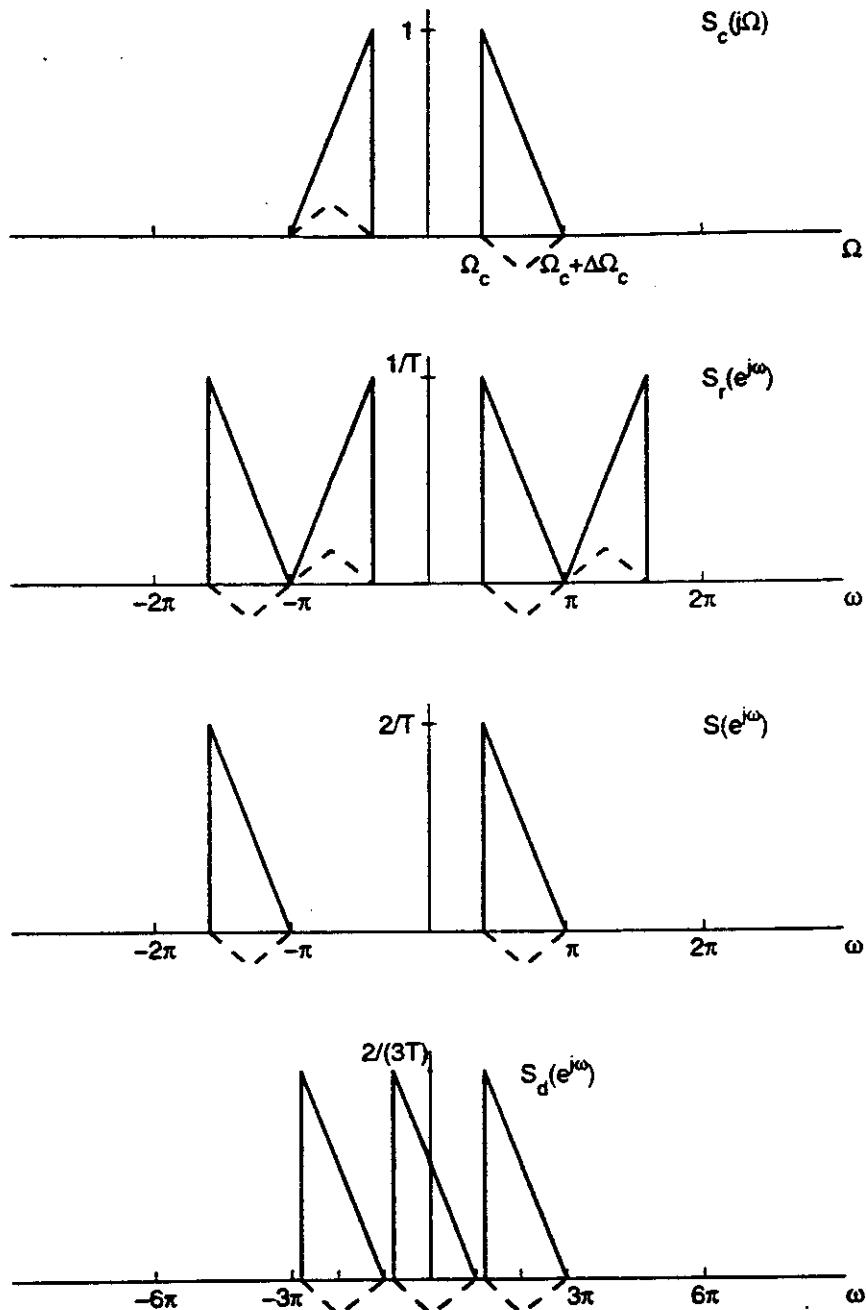 1
S_c(jΩ)
Ω_c Ω_c+ΔΩ_c
Ω
1/T
S_r(e^{jω})
−2π −π π 2π ω
2/T
S(e^{jω})
−2π −π π 2π ω
2/(3T)
S_d(e^{jω})
−6π −3π 3π 6π ω